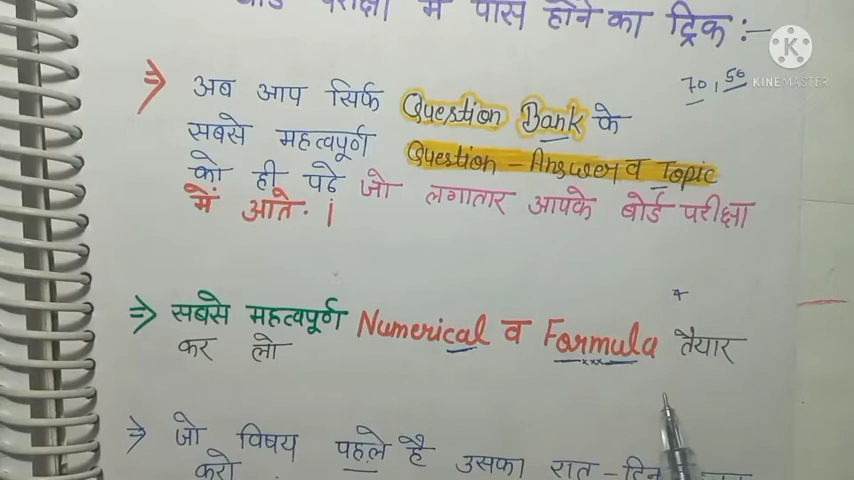 बोर्ड परीक्षा में पास होने का ट्रिक :-
70, 50
KINEMASTER
⇒ अब आप सिर्फ Question Bank के
सबसे महत्वपूर्ण Question - Answer व Topic
को ही पढे जो लगातार आपके बोर्ड परीक्षा
में आते. ।
⇒ सबसे महत्वपूर्ण Numerical व Formula तैयार
कर लो
⇒ जो विषय पहले है उसका रात-दिन
करो